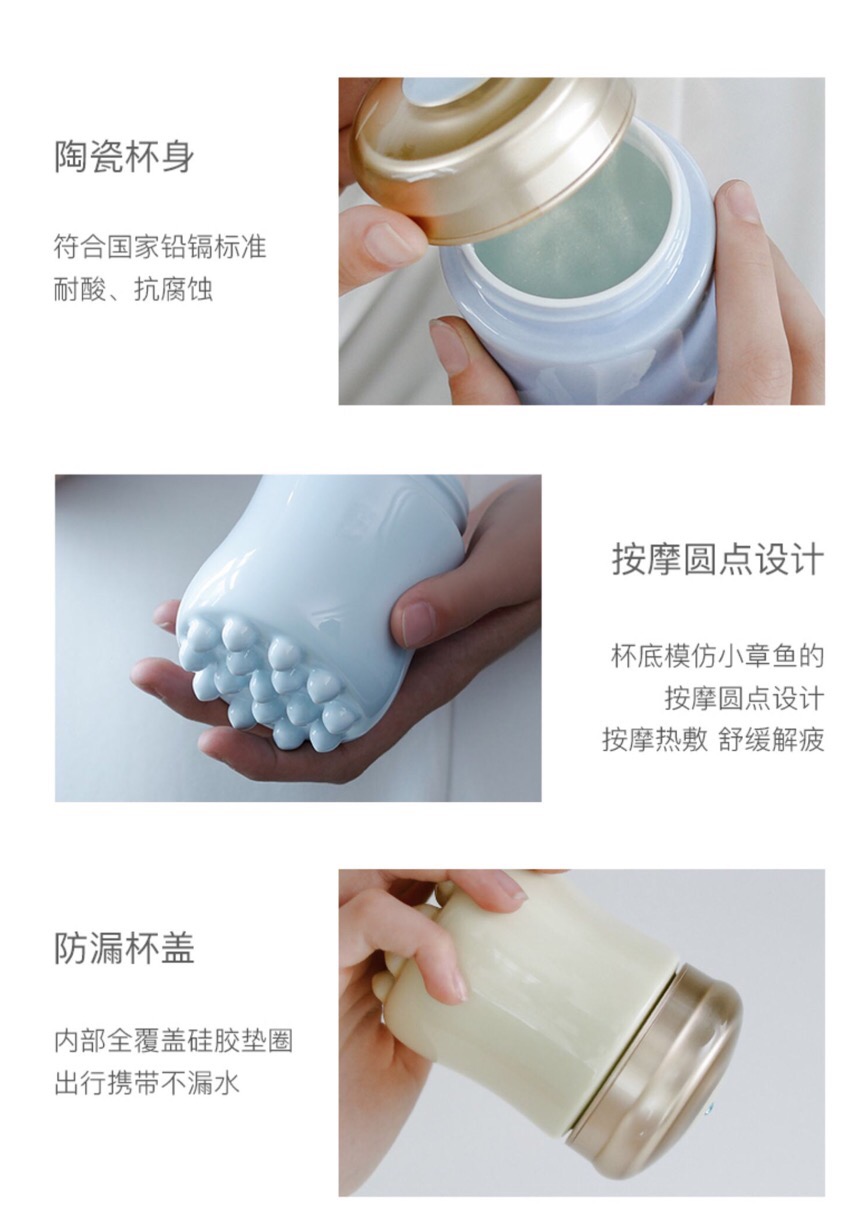 陶瓷杯身
符合国家铅镉标准
耐酸、抗腐蚀
按摩圆点设计
杯底模仿小章鱼的
按摩圆点设计
按摩热敷 舒缓解疲
防漏杯盖
内部全覆盖硅胶垫圈
出行携带不漏水